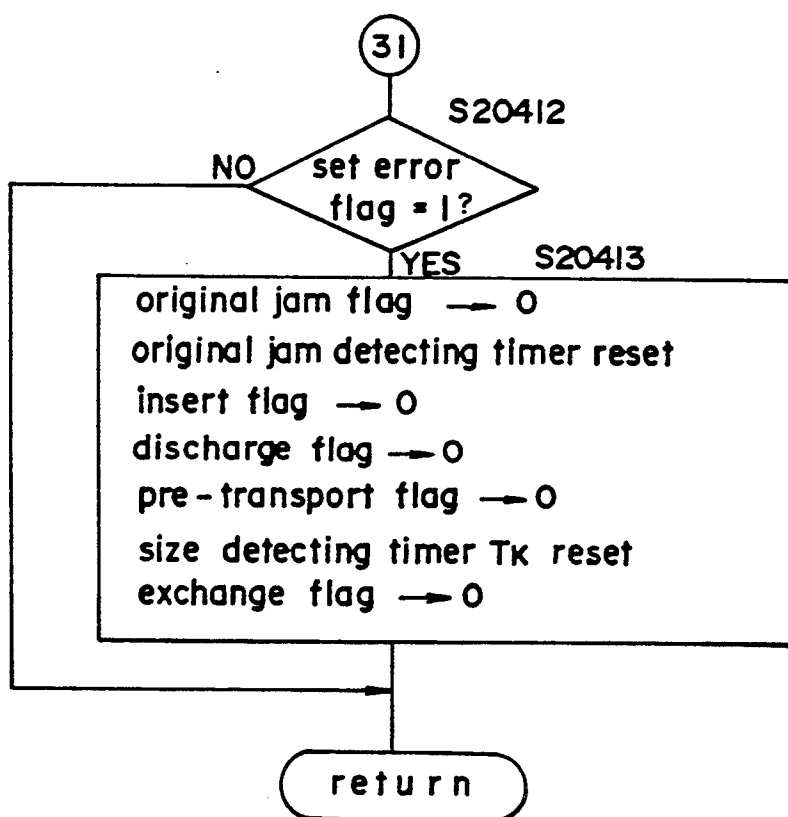 31
S20412
NO
set error
flag = 1?
YES
S20413
original jam flag → 0
original jam detecting timer reset
insert flag → 0
discharge flag → 0
pre-transport flag → 0
size detecting timer TK reset
exchange flag → 0
return